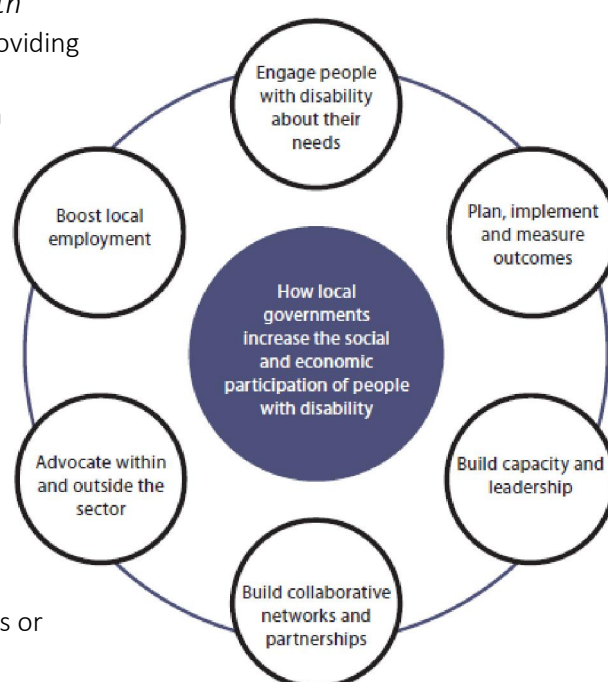 oviding
Engage people
with disability
about their
needs
Plan, implement
and measure
outcomes
Build capacity and
leadership
Build collaborative
networks and
partnerships
Advocate within
and outside the
sector
Boost local
employment
How local
governments
increase the social
and economic
participation of people
with disability
s or